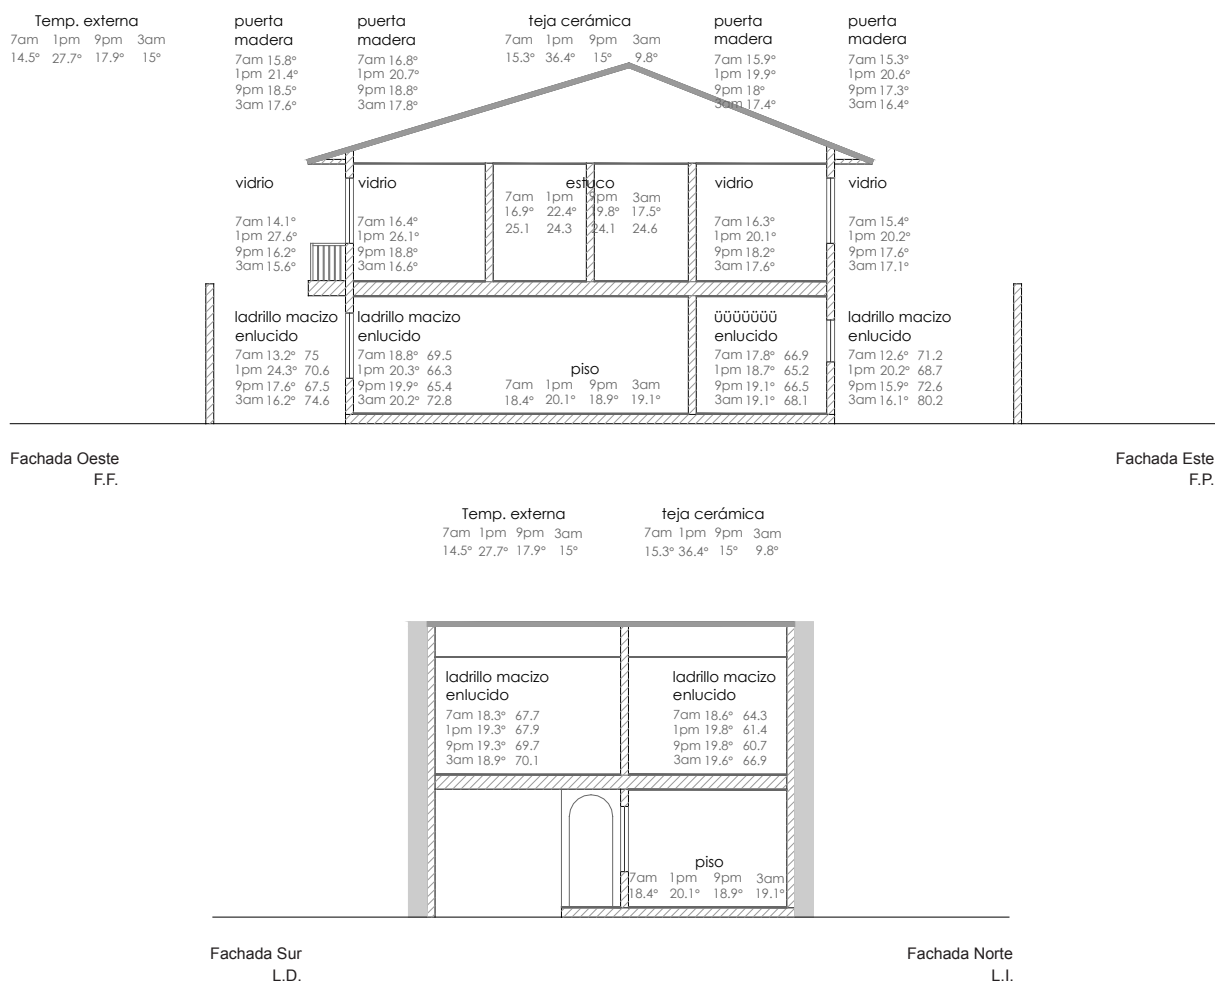 Temp. externa
7am 1pm 9pm 3am
14.5° 27.7° 17.9° 15°
puerta
madera
7am 15.8°
1pm 21.4°
9pm 18.5°
3am 17.6°
puerta
madera
7am 16.8°
1pm 20.7°
9pm 18.8°
3am 17.8°
teja cerámica
7am 1pm 9pm 3am
15.3° 36.4° 15° 9.8°
puerta
madera
7am 15.9°
1pm 19.9°
9pm 18°
3am 17.4°
puerta
madera
7am 15.3°
1pm 20.6°
9pm 17.3°
3am 16.4°
vidrio
7am 14.1°
1pm 27.6°
9pm 16.2°
3am 15.6°
vidrio
7am 16.4°
1pm 26.1°
9pm 18.8°
3am 16.6°
estuco
7am 1pm 9pm 3am
16.9° 22.4° 19.8° 17.5°
25.1 24.3 24.1 24.6
vidrio
7am 16.3°
1pm 20.1°
9pm 18.2°
3am 17.6°
vidrio
7am 15.4°
1pm 20.2°
9pm 17.6°
3am 17.1°
ladrillo macizo
enlucido
7am 13.2° 75
1pm 24.3° 70.6
9pm 17.6° 67.5
3am 16.2° 74.6
ladrillo macizo
enlucido
7am 18.8° 69.5
1pm 20.3° 66.3
9pm 19.9° 65.4
3am 20.2° 72.8
piso
7am 1pm 9pm 3am
18.4° 20.1° 18.9° 19.1°
üüüüüüü
enlucido
7am 17.8° 66.9
1pm 18.7° 65.2
9pm 19.1° 66.5
3am 19.1° 68.1
ladrillo macizo
enlucido
7am 12.6° 71.2
1pm 20.2° 68.7
9pm 15.9° 72.6
3am 16.1° 80.2
Fachada Oeste
F.F.
Fachada Este
F.P.
Temp. externa
7am 1pm 9pm 3am
14.5° 27.7° 17.9° 15°
teja cerámica
7am 1pm 9pm 3am
15.3° 36.4° 15° 9.8°
ladrillo macizo
enlucido
7am 18.3° 67.7
1pm 19.3° 67.9
9pm 19.3° 69.7
3am 18.9° 70.1
ladrillo macizo
enlucido
7am 18.6° 64.3
1pm 19.8° 61.4
9pm 19.8° 60.7
3am 19.6° 66.9
piso
7am 1pm 9pm 3am
18.4° 20.1° 18.9° 19.1°
Fachada Sur
L.D.
Fachada Norte
L.I.